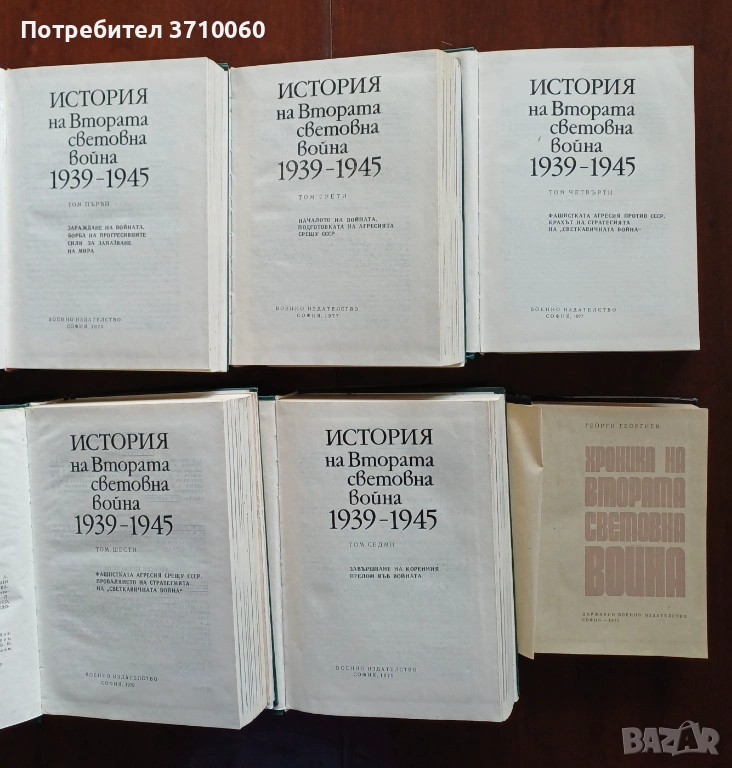 Потребител 3710060
ИСТОРИЯ
на Втората
световна
война
1939–1945
ТОМ ПЪРВИ
ЗАРАЖДАНЕ НА ВОЙНАТА.
БОРБА НА ПРОГРЕСИВНИТЕ
СИЛИ ЗА ЗАПАЗВАНЕ
НА МИРА
ВОЕННО ИЗДАТЕЛСТВО
СОФИЯ,
ИСТОРИЯ
на Втората
световна
война
1939–1945
ТОМ ТРЕТИ
НАЧАЛОТО НА ВОЙНАТА.
ПОДГОТОВКАТА НА АГРЕСИЯТА
СРЕЩУ СССР
ВОЕННО ИЗДАТЕЛСТВО
СОФИЯ, 1977
ИСТОРИЯ
на Втората
световна
война
1939–1945
ТОМ ЧЕТВЪРТИ
ФАШИСТКАТА АГРЕСИЯ ПРОТИВ СССР.
КРАХЪТ НА СТРАТЕГИЯТА
НА „СВЕТКАВИЧНАТА ВОЙНА“
ВОЕННО ИЗДАТЕЛСТВО
СОФИЯ, 1977
ИСТОРИЯ
на Втората
световна
война
1939–1945
ТОМ ШЕСТИ
ФАШИСТКАТА АГРЕСИЯ СРЕЩУ СССР.
ПРОВАЛЯНЕТО НА СТРАТЕГИЯТА
НА „СВЕТКАВИЧНАТА ВОЙНА“
ВОЕННО ИЗДАТЕЛСТВО
СОФИЯ,
ИСТОРИЯ
на Втората
световна
война
1939–1945
ТОМ СЕДМИ
ЗАВЪРШВАНЕ НА КОРЕННИЯ
ПРЕЛОМ ВЪВ ВОЙНАТА
ВОЕННО ИЗДАТЕЛСТВО
СОФИЯ,
ГЕОРГИ ГЕОРГИЕВ
ХРОНИКА НА
ВТОРАТА
СВЕТОВНА
ВОЙНА
ДЪРЖАВНО ВОЕННО ИЗДАТЕЛСТВО
СОФИЯ —
BAZAR